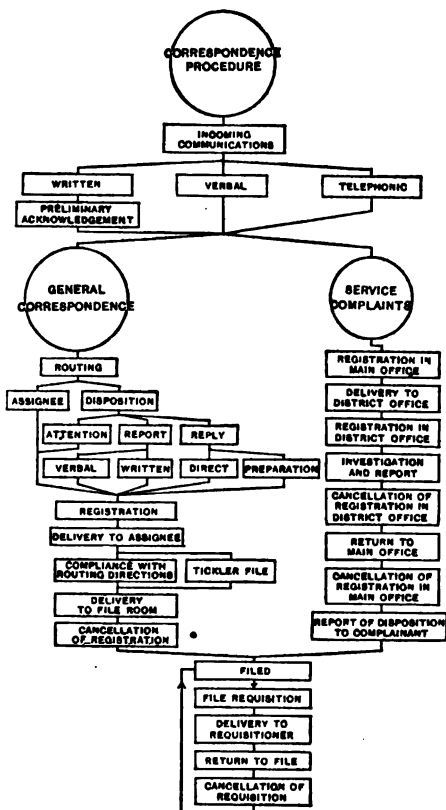 CORRESPONDENCE
PROCEDURE
INCOMING
COMMUNICATIONS
WRITTEN
VERBAL
TELEPHONIC
PRELIMINARY
ACKNOWLEDGEMENT
GENERAL
CORRESPONDENCE
SERVICE
COMPLAINTS
ROUTING
ASSIGNEE
DISPOSITION
ATTENTION
REPORT
REPLY
VERBAL
WRITTEN
DIRECT
PREPARATION
REGISTRATION
DELIVERY TO ASSIGNEE
COMPLIANCE WITH
ROUTING DIRECTIONS
TICKLER FILE
DELIVERY
TO FILE ROOM
CANCELLATION
OF REGISTRATION
REGISTRATION IN
MAIN OFFICE
DELIVERY TO
DISTRICT OFFICE
REGISTRATION IN
DISTRICT OFFICE
INVESTIGATION
AND REPORT
CANCELLATION OF
REGISTRATION IN
DISTRICT OFFICE
RETURN TO
MAIN OFFICE
CANCELLATION OF
REGISTRATION IN
MAIN OFFICE
REPORT OF DISPOSITION
TO COMPLAINANT
FILED
FILE REQUISITION
DELIVERY TO
REQUISITIONER
RETURN TO FILE
CANCELLATION OF
REQUISITION